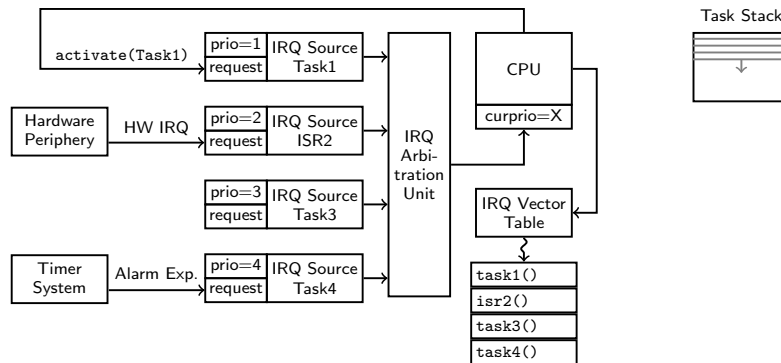 Task Stack
prio=1
request
IRQ Source
Task1
activate(Task1)
CPU
curprio=X
Hardware
Periphery
HW IRQ
prio=2
request
IRQ Source
ISR2
IRQ
Arbi-
tration
Unit
prio=3
request
IRQ Source
Task3
IRQ Vector
Table
Timer
System
Alarm Exp.
prio=4
request
IRQ Source
Task4
task1()
isr2()
task3()
task4()